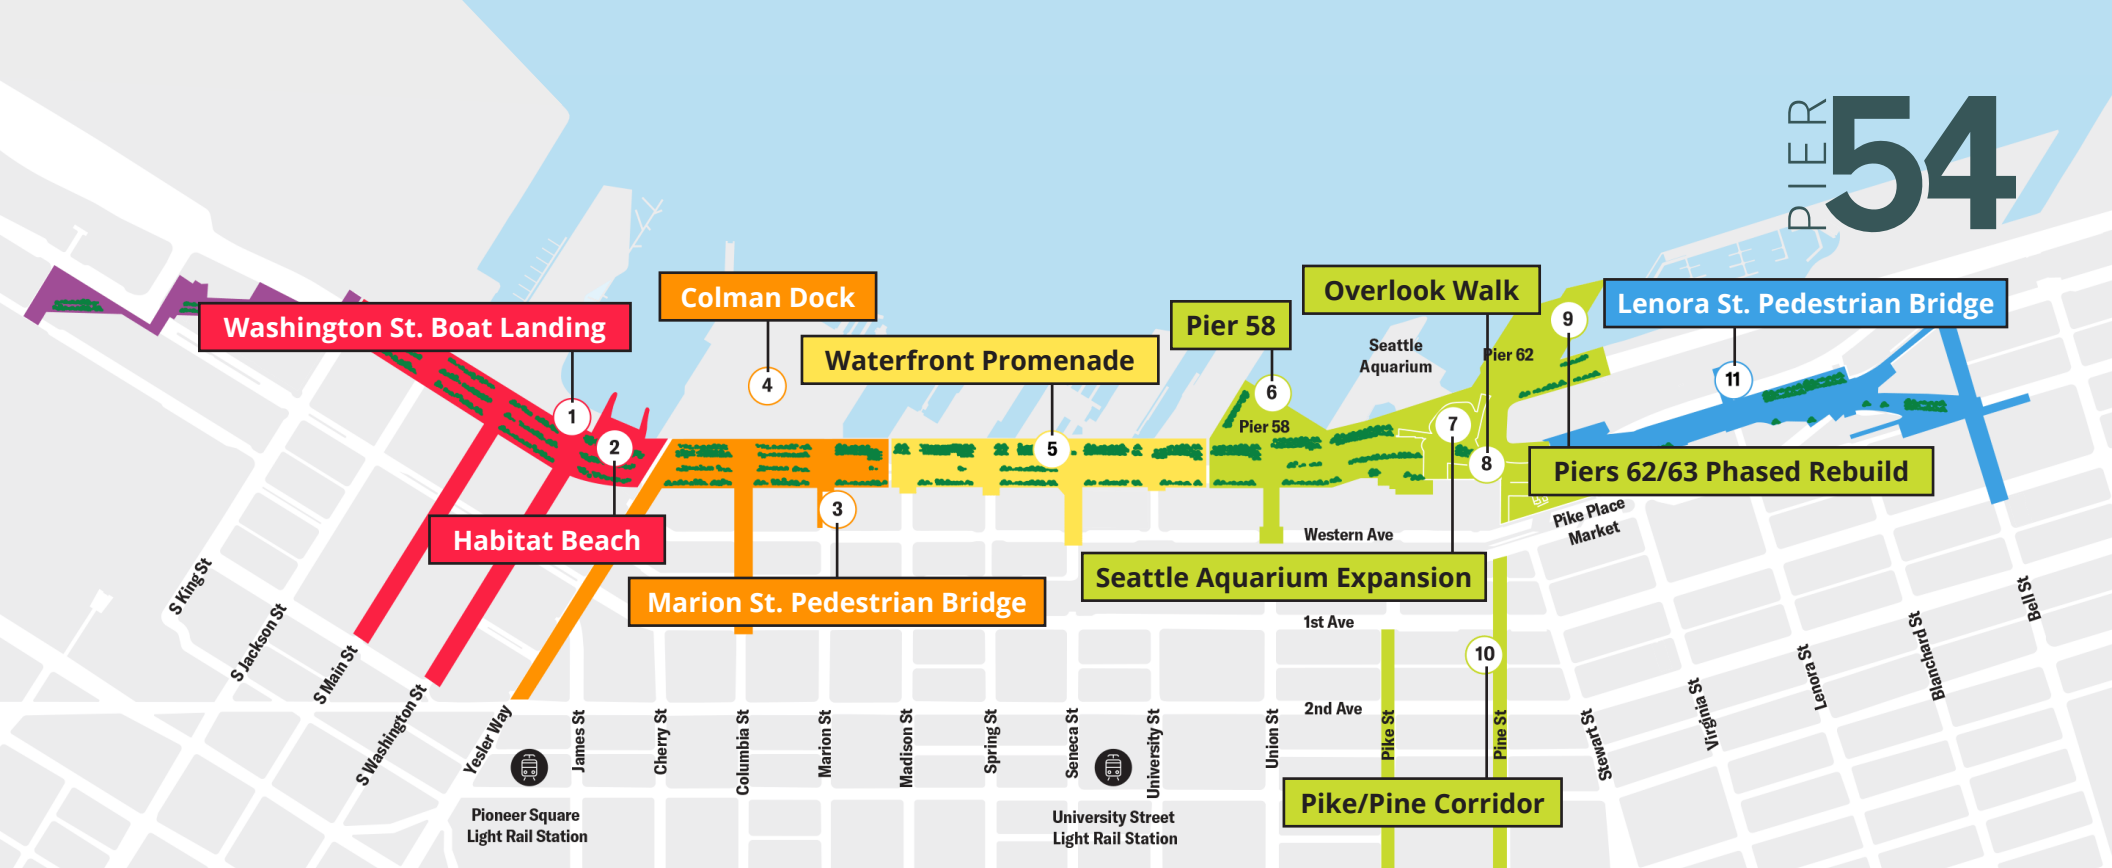 PIER
54
Washington St. Boat Landing
Colman Dock
Waterfront Promenade
Pier 58
Overlook Walk
Lenora St. Pedestrian Bridge
1
2
3
4
5
6
7
8
9
10
11
Seattle
Aquarium
Pier 62
Pier 58
Piers 62/63 Phased Rebuild
Habitat Beach
Marion St. Pedestrian Bridge
Seattle Aquarium Expansion
Pike/Pine Corridor
Pike Place
Market
Western Ave
1st Ave
2nd Ave
S King St
S Jackson St
S Main St
S Washington St
Yesler Way
James St
Cherry St
Columbia St
Marion St
Madison St
Spring St
Seneca St
University St
Union St
Pike St
Pine St
Stewart St
Virginia St
Lenora St
Blanchard St
Bell St
Pioneer Square
Light Rail Station
University Street
Light Rail Station